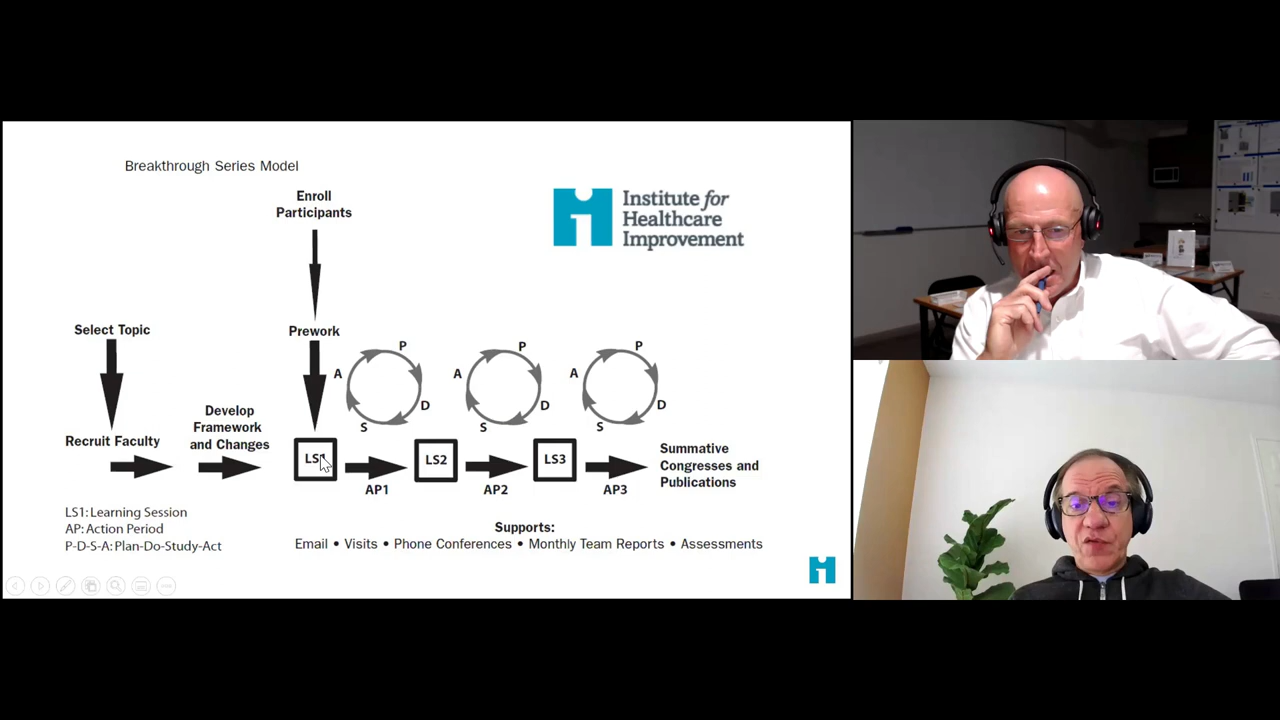 Breakthrough Series Model
Enroll
Participants
Institute for
Healthcare
Improvement
Select Topic
Prework
P
A
D
S
P
A
D
S
P
A
D
S
Develop
Framework
and Changes
Recruit Faculty
LS1
LS2
LS3
AP1
AP2
AP3
Summative
Congresses and
Publications
LS1: Learning Session
AP: Action Period
P-D-S-A: Plan-Do-Study-Act
Supports:
Email • Visits • Phone Conferences • Monthly Team Reports • Assessments